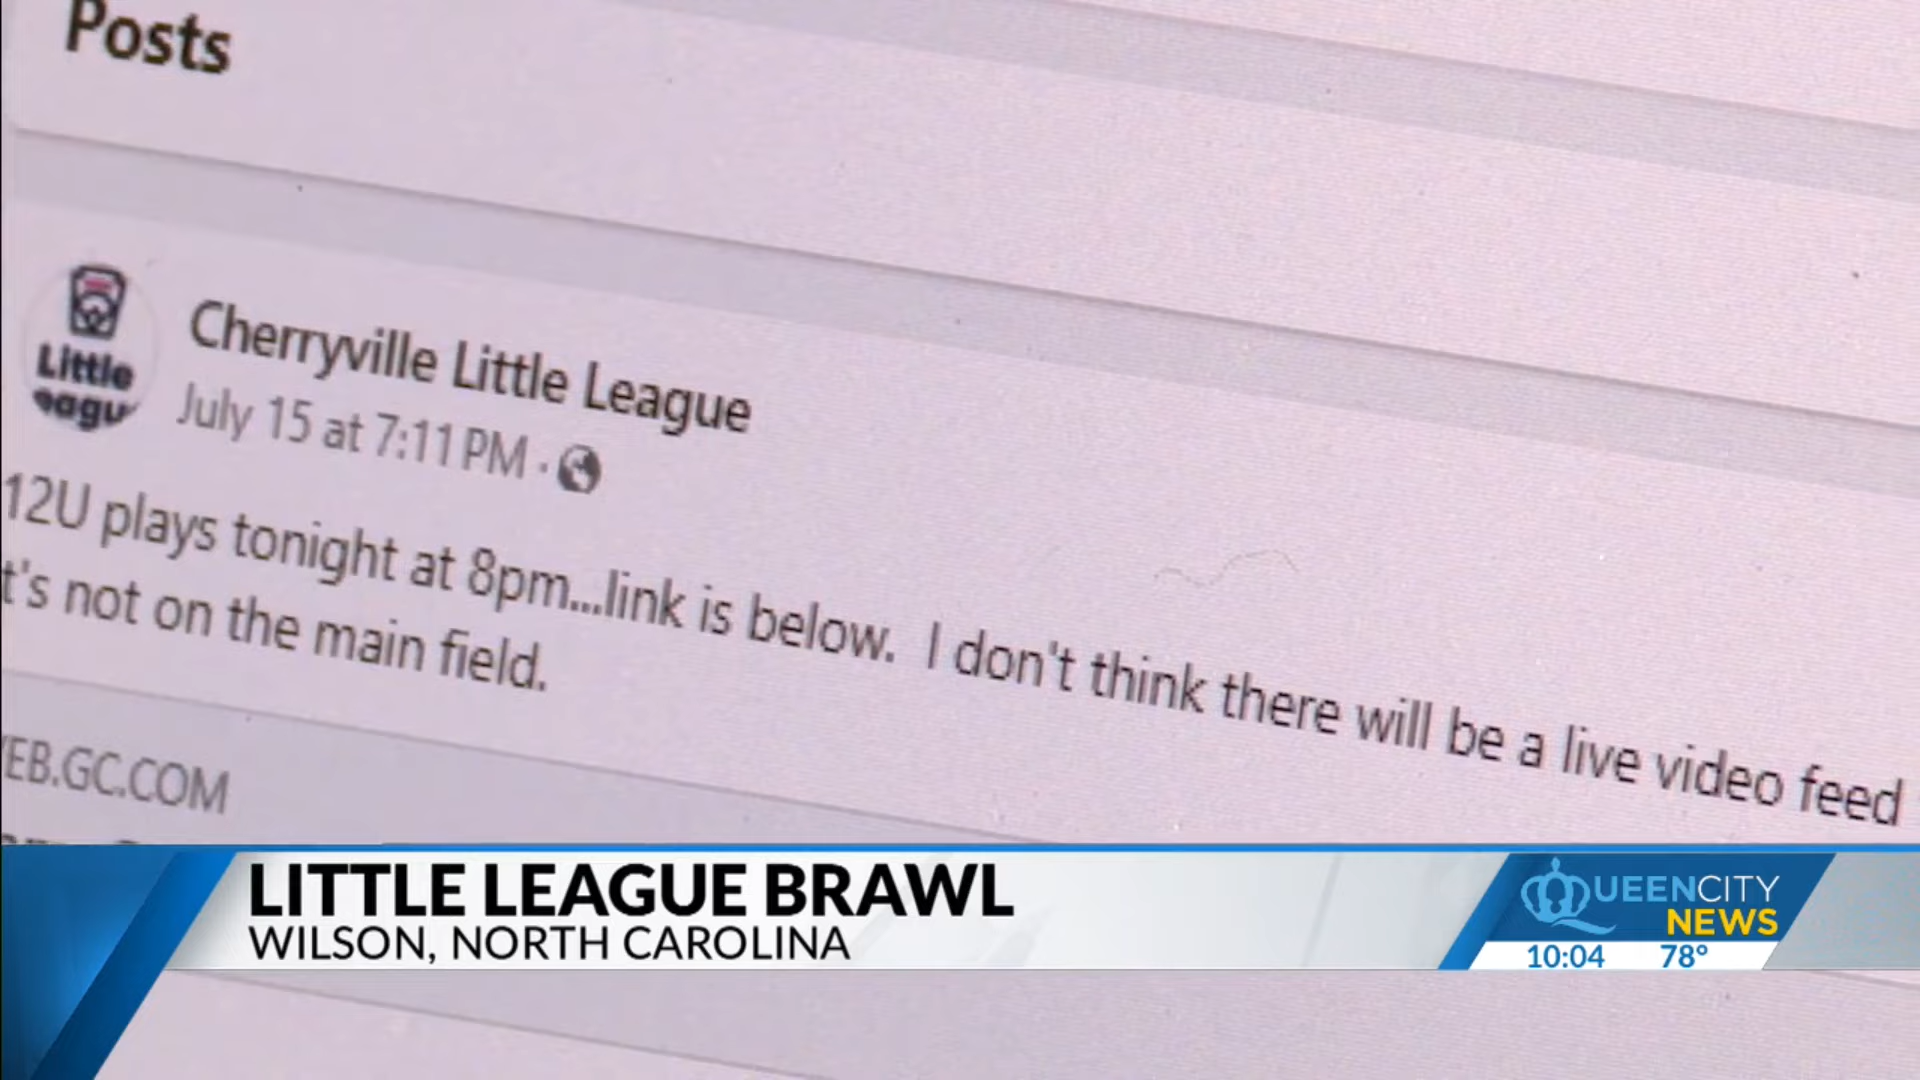 Posts
Little
eagu
Cherryville Little League
July 15 at 7:11 PM ·
12U plays tonight at 8pm...link is below. I don't think there will be a live video feed
t's not on the main field.
EB.GC.COM
LITTLE LEAGUE BRAWL
WILSON, NORTH CAROLINA
QUEENCITY
NEWS
10:04 78°